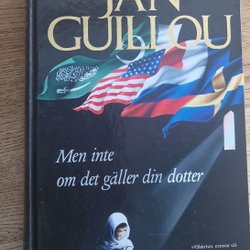 JAN
GUILLOU
Men inte
om det gäller din dotter